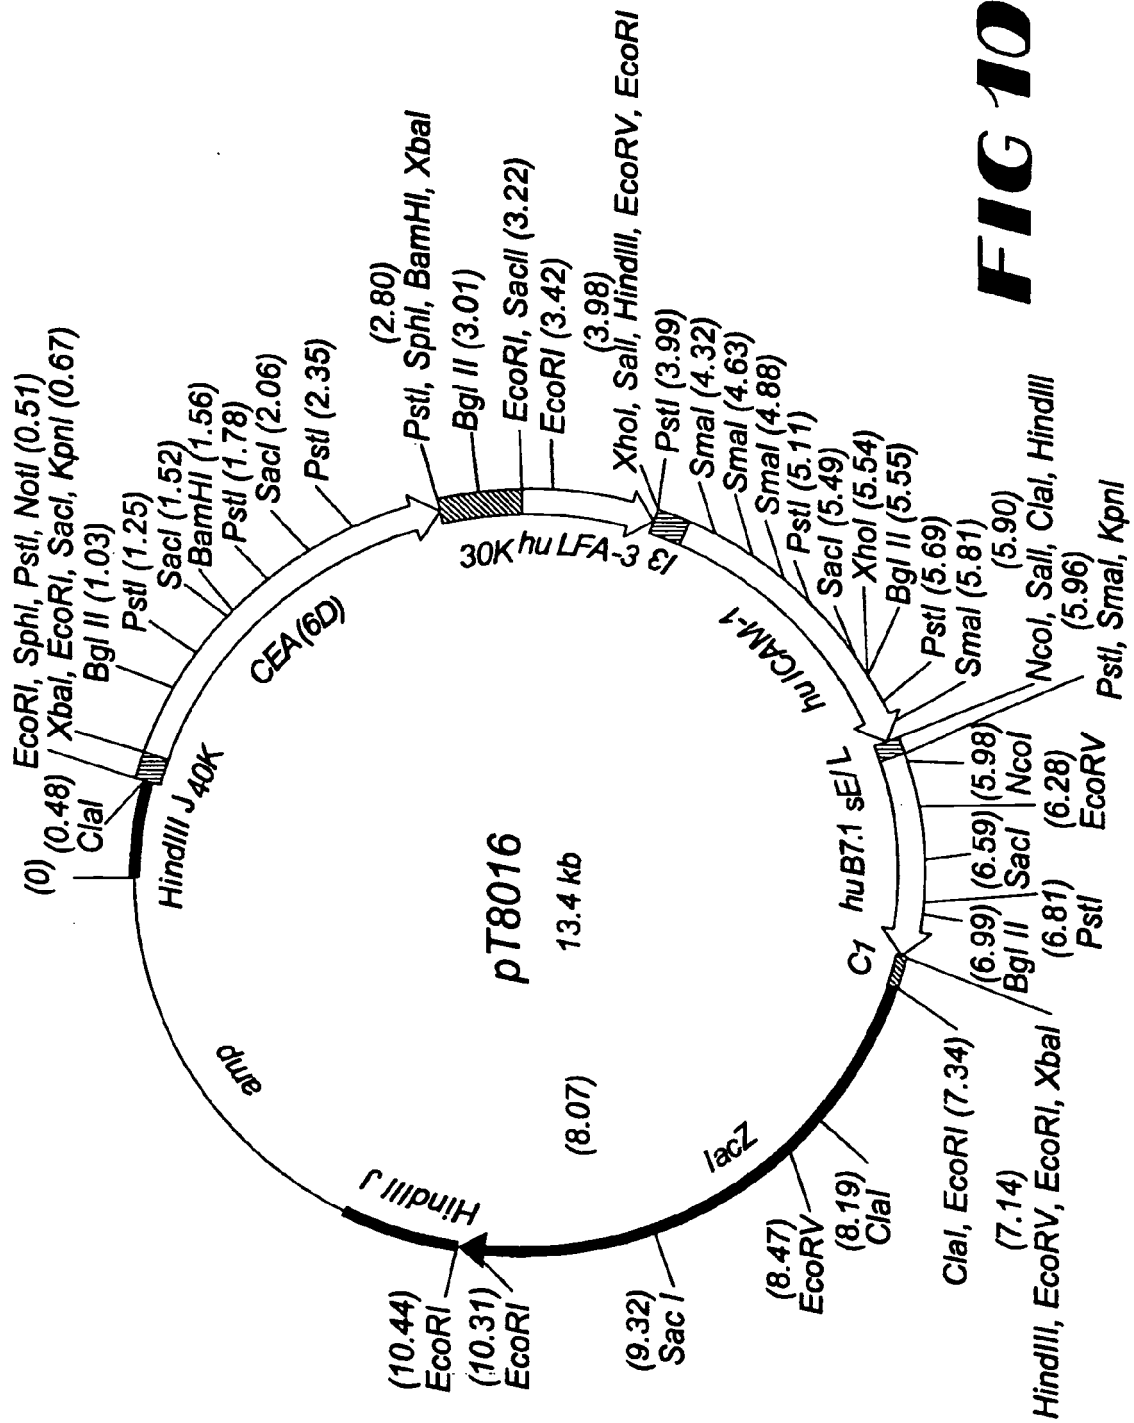 (0)
(0.48)
ClaI
EcoRI, SphI, PstI, NotI (0.51)
XbaI, EcoRI, SacI, KpnI (0.67)
Bgl II (1.03)
PstI (1.25)
SacI (1.52)
BamHI (1.56)
PstI (1.78)
SacI (2.06)
PstI (2.35)
(2.80)
PstI, SphI, BamHI, XbaI
Bgl II (3.01)
EcoRI, SacII (3.22)
EcoRI (3.42)
(3.98)
XhoI, SalI, HindIII, EcoRV, EcoRI
PstI (3.99)
SmaI (4.32)
SmaI (4.63)
SmaI (4.88)
PstI (5.11)
SacI (5.49)
XhoI (5.54)
Bgl II (5.55)
PstI (5.69)
SmaI (5.81)
(5.90)
NcoI, SalI, ClaI, HindIII
(5.96)
PstI, SmaI, KpnI
(5.98)
NcoI
(6.28)
EcoRV
(6.59)
SacI
(6.81)
PstI
(6.99)
Bgl II
(7.14)
HindIII, EcoRV, EcoRI, XbaI
ClaI, EcoRI (7.34)
(8.19)
ClaI
(8.47)
EcoRV
(9.32)
Sac I
(10.31)
EcoRI
(10.44)
EcoRI
HindIII J
40K
CEA(6D)
30K
hu LFA-3
I3
hu ICAM-1
sE/L
hu B7.1
C1
lacZ
(8.07)
HindIII J
amp
pT8016
13.4 kb
FIG 10